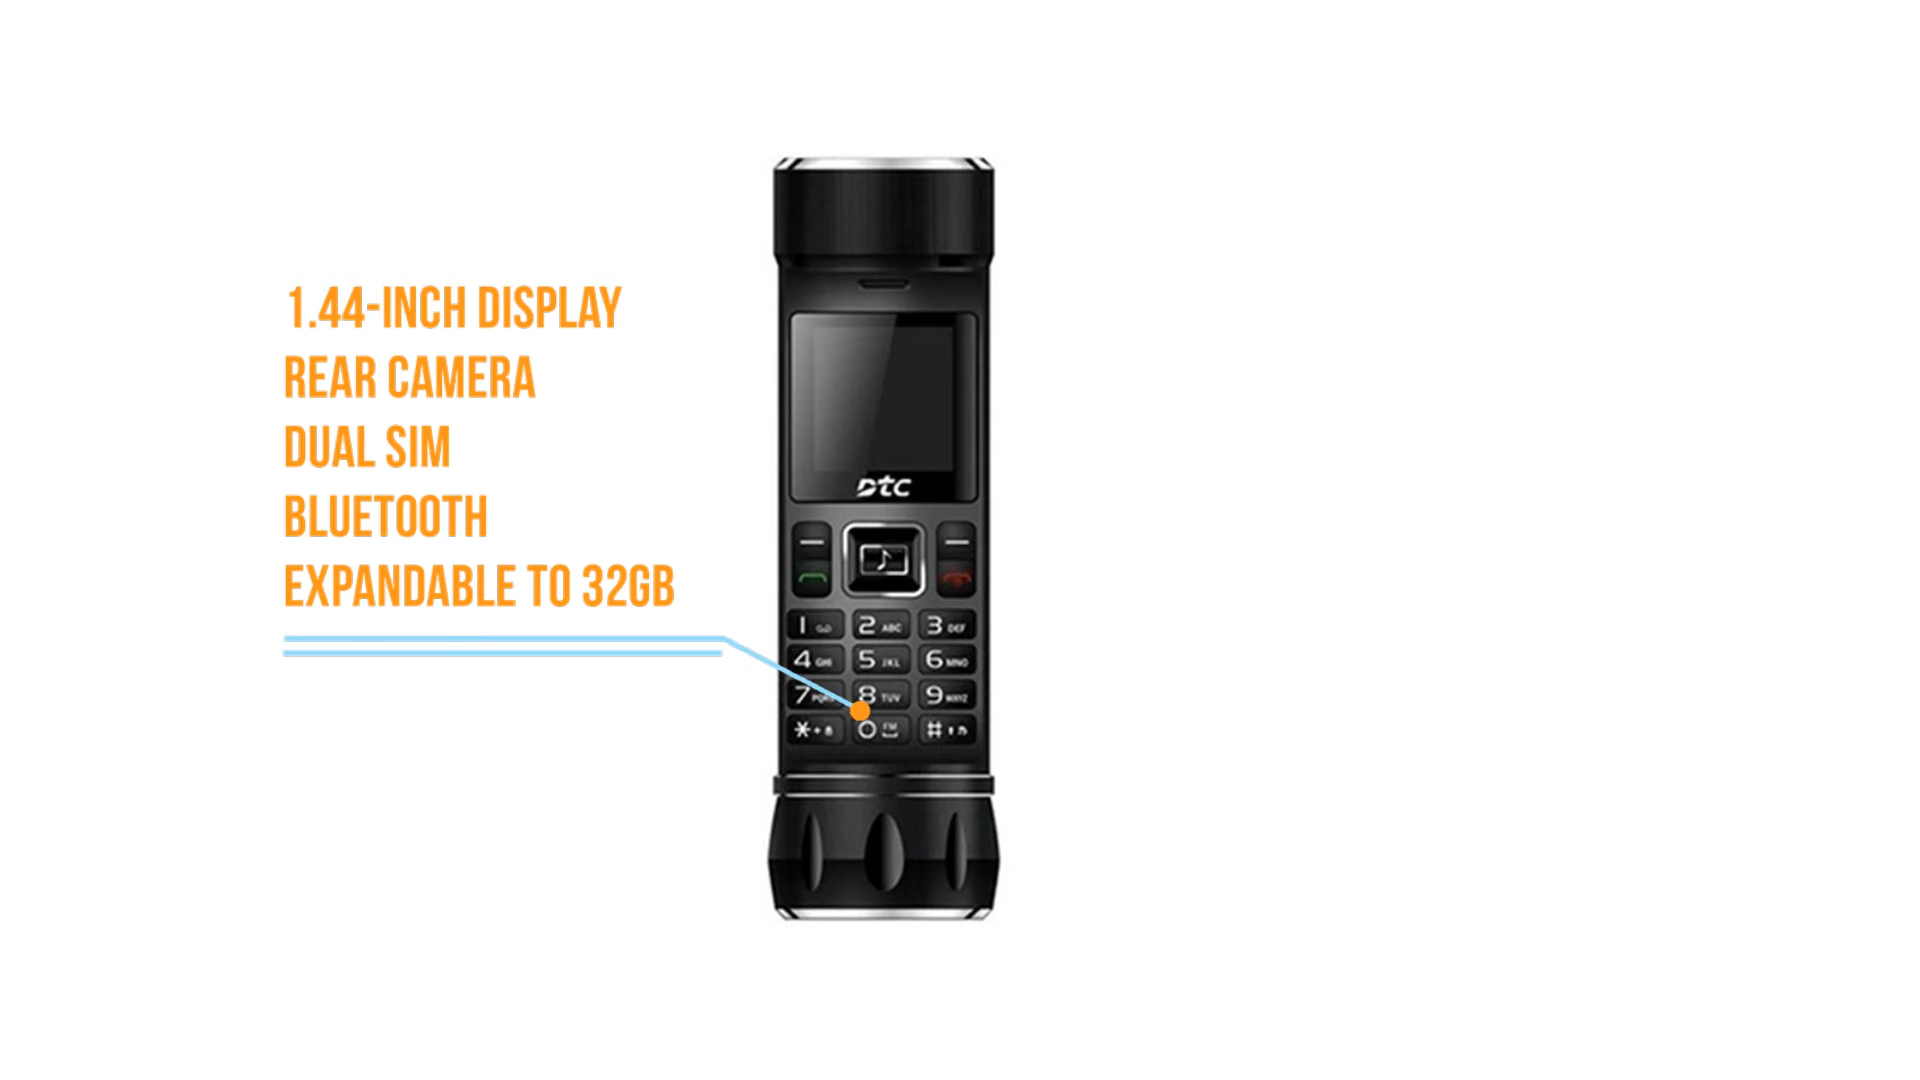 1.44-INCH DISPLAY
REAR CAMERA
DUAL SIM
BLUETOOTH
EXPANDABLE TO 32GB
DTC
1
2 ABC
3 DEF
4 GHI
5 JKL
6 MNO
7
8 TUV
9 WXYZ
* +
0 FM
#